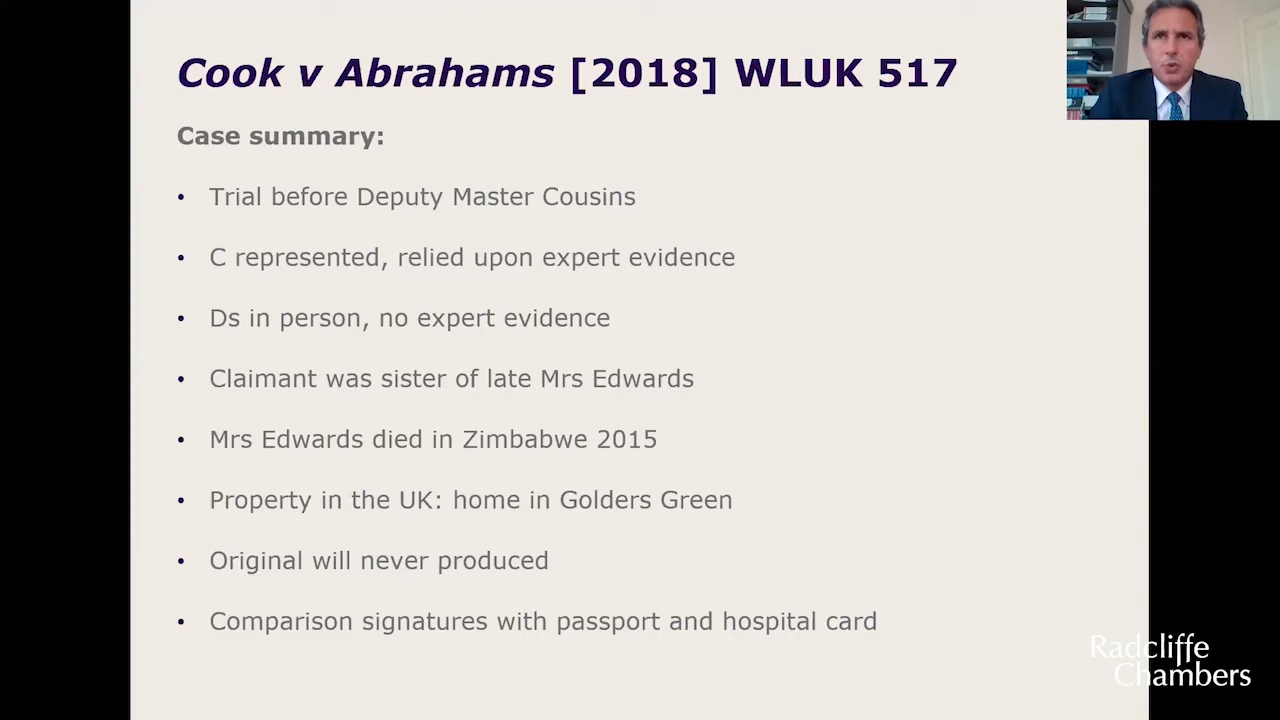 Cook v Abrahams [2018] WLUK 517
Case summary:
• Trial before Deputy Master Cousins
• C represented, relied upon expert evidence
• Ds in person, no expert evidence
• Claimant was sister of late Mrs Edwards
• Mrs Edwards died in Zimbabwe 2015
• Property in the UK: home in Golders Green
• Original will never produced
• Comparison signatures with passport and hospital card
Radcliffe
Chambers